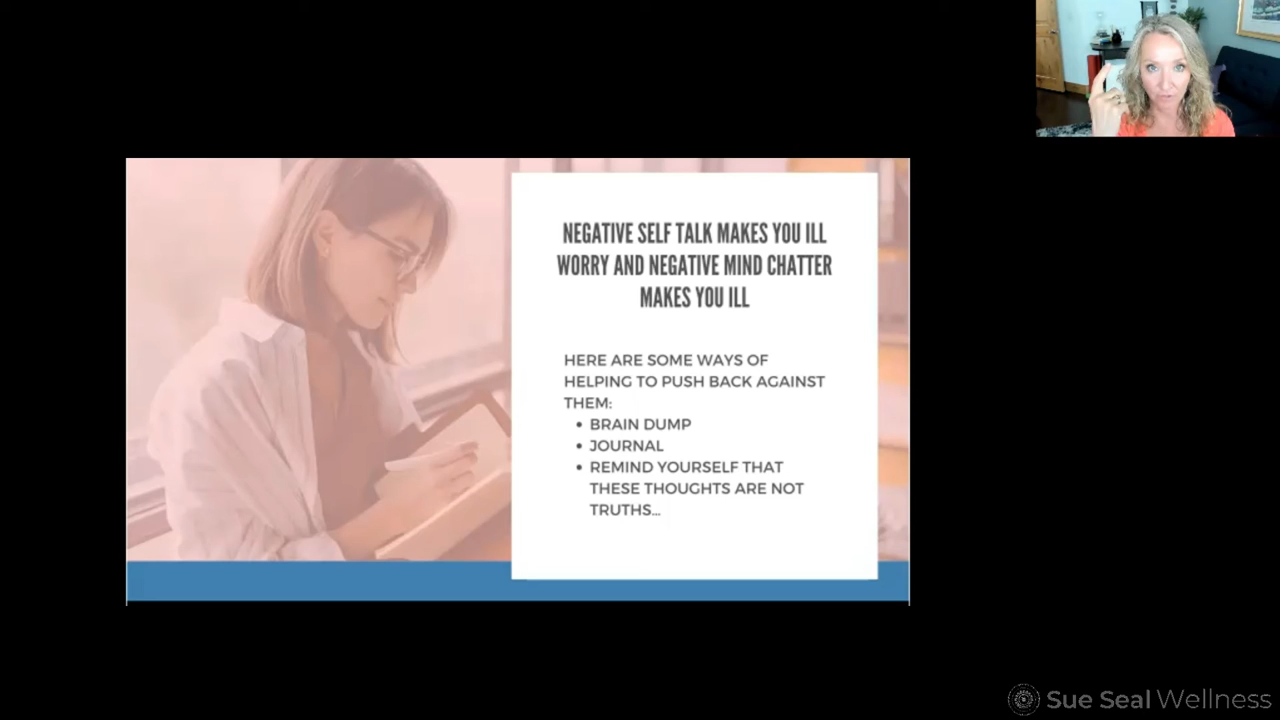 NEGATIVE SELF TALK MAKES YOU ILL
WORRY AND NEGATIVE MIND CHATTER
MAKES YOU ILL
HERE ARE SOME WAYS OF
HELPING TO PUSH BACK AGAINST
THEM:
• BRAIN DUMP
• JOURNAL
• REMIND YOURSELF THAT
THESE THOUGHTS ARE NOT
TRUTHS...
Sue Seal Wellness